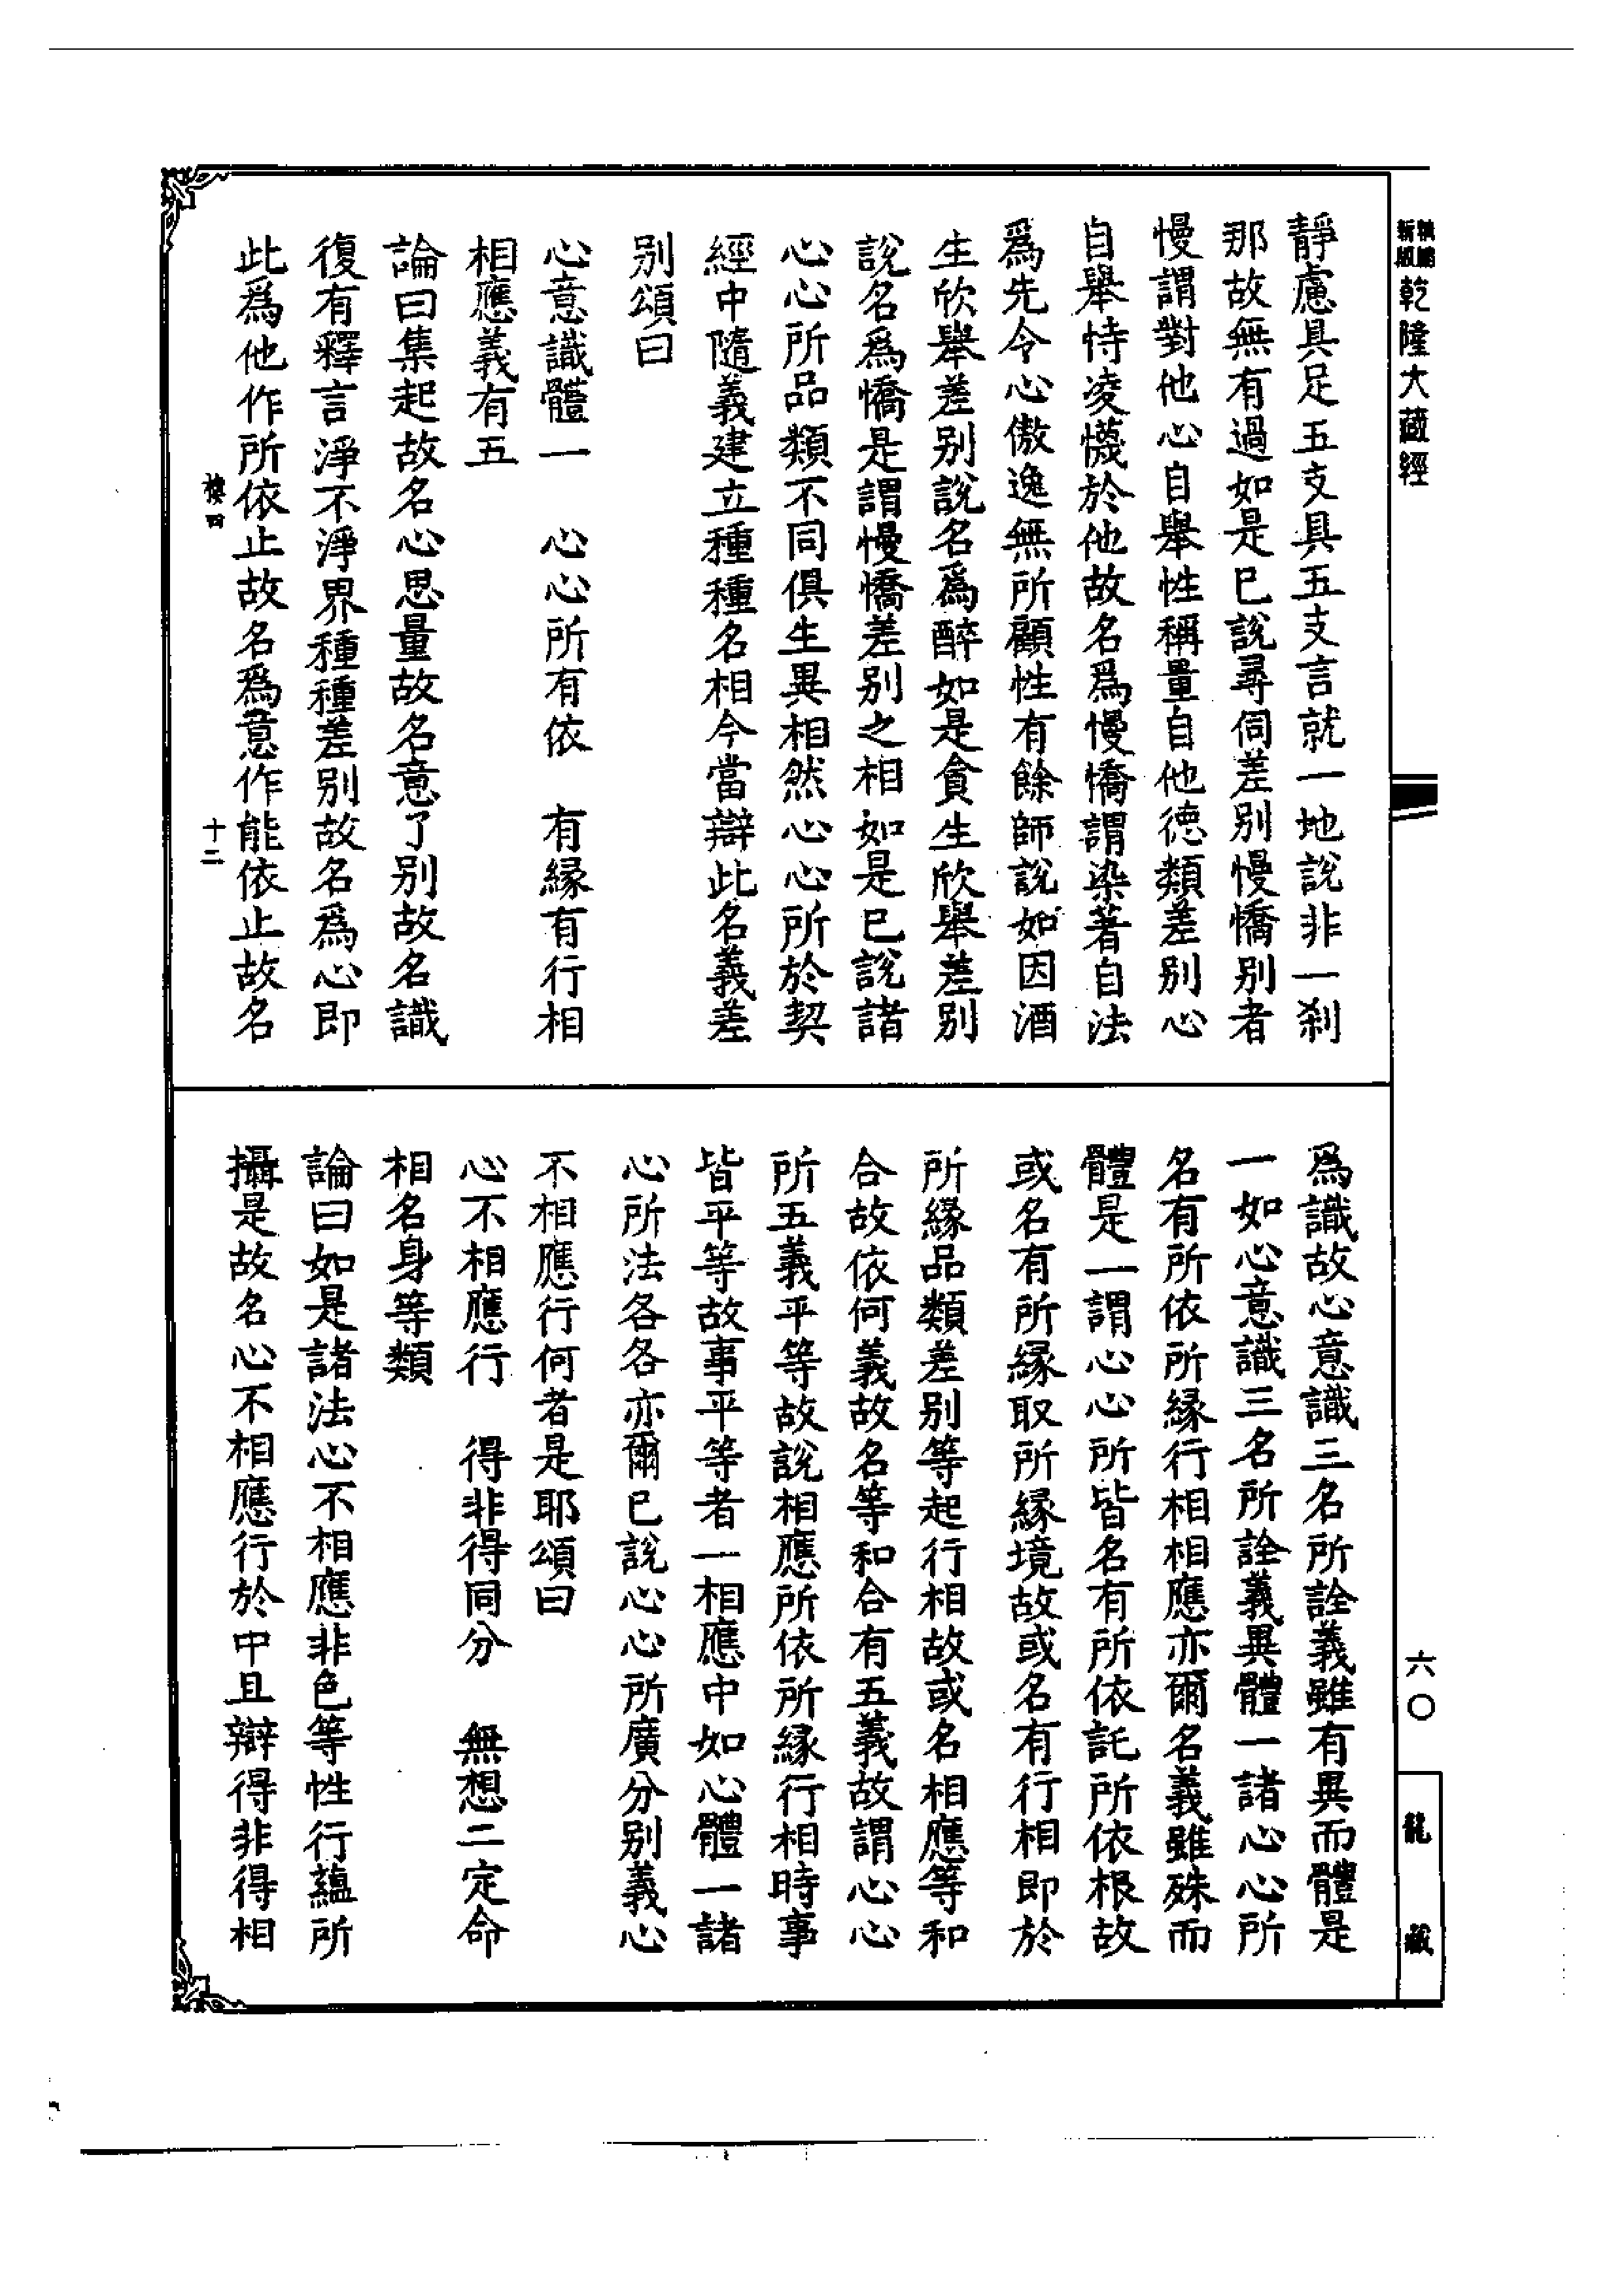 新版
乾隆大藏經
靜慮具足五支具五支言就一地說非一刹
那故無有過如是已說尋伺差別慢憍別者
慢謂對他心自舉性稱量自他德類差別心
自舉恃凌懱於他故名為慢憍謂染著自法
爲先令心傲逸無所顧性有餘師說如因酒
生欣舉差別說名爲醉如是貪生欣舉差別
說名爲憍是謂慢憍差別之相如是已說諸
心心所品類不同俱生異相然心心所於契
經中隨義建立種種名相今當辯此名義差
別頌曰
心意識體一 心心所有依 有緣有行相
相應義有五
論曰集起故名心思量故名意了別故名識
復有釋言淨不淨界種種差別故名爲心即
此爲他作所依止故名爲意作能依止故名
十二
爲識故心意識三名所詮義雖有異而體是
一如心意識三名所詮義異體一諸心心所
名有所依所緣行相相應亦爾名義雖殊而
體是一謂心心所皆名有所依託所依根故
或名有所緣取所緣境故或名有行相即於
所緣品類差別等起行相故或名相應等和
合故依何義故名等和合有五義故謂心心
所五義平等故說相應所依所緣行相時事
皆平等故事平等者一相應中如心體一諸
心所法各各亦爾已說心心所廣分別義心
不相應行何者是耶頌曰
心不相應行 得非得同分 無想二定命
相名身等類
論曰如是諸法心不相應非色等性行蘊所
攝是故名心不相應行於中且辯得非得相
六〇
龍藏